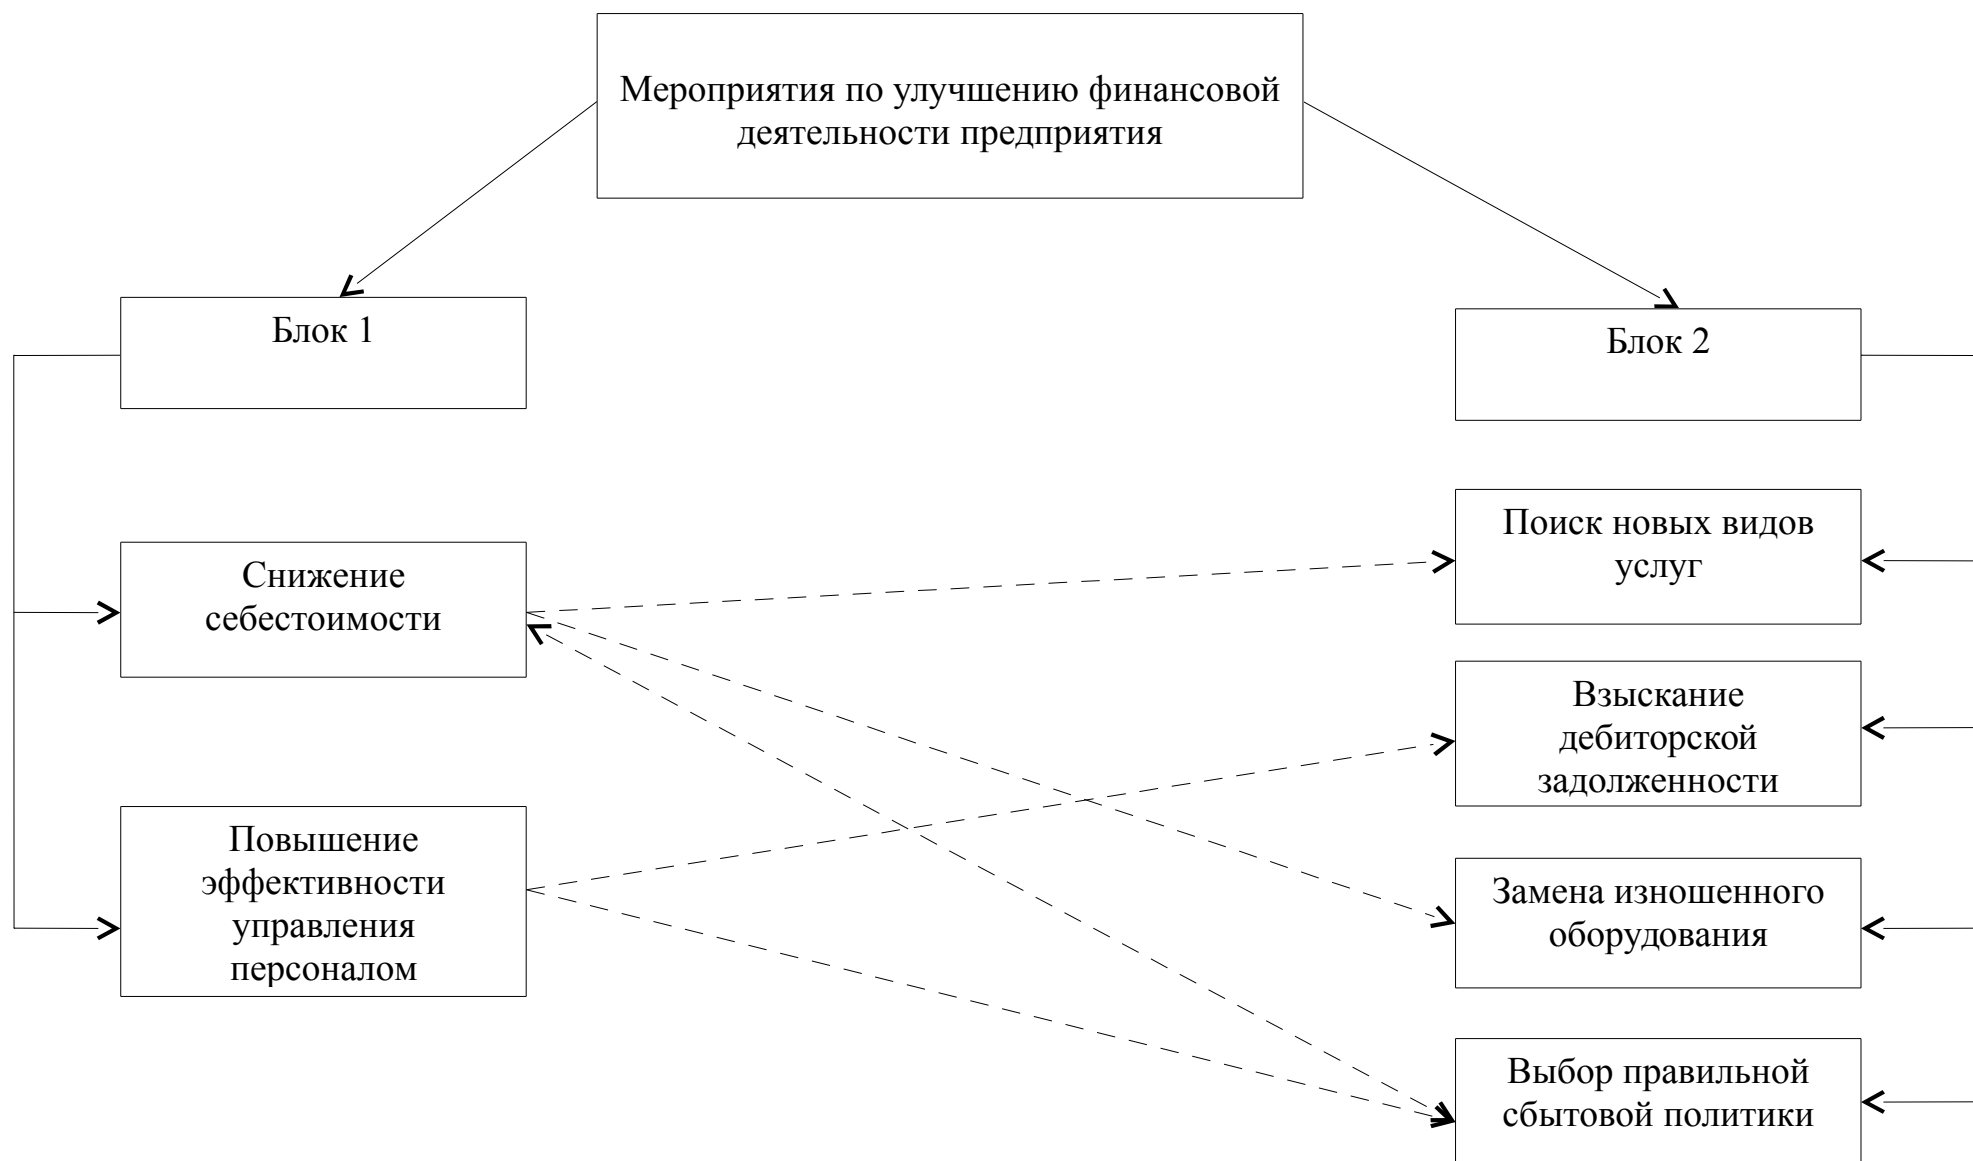 Мероприятия по улучшению финансовой
деятельности предприятия
Блок 1
Блок 2
Снижение
себестоимости
Повышение
эффективности
управления
персоналом
Поиск новых видов
услуг
Взыскание
дебиторской
задолженности
Замена изношенного
оборудования
Выбор правильной
сбытовой политики